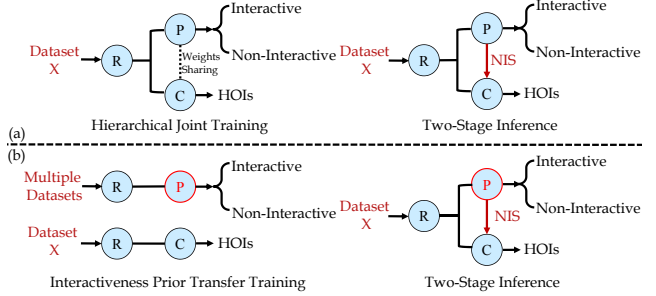 Interactive
P
Dataset
X
R
Non-Interactive
Weights
Sharing
C
HOIs
Hierarchical Joint Training
Interactive
P
Dataset
X
R
Non-Interactive
NIS
C
HOIs
Two-Stage Inference
(a)
(b)
Interactive
Multiple
Datasets
R
P
Non-Interactive
Dataset
X
R
C
HOIs
Interactiveness Prior Transfer Training
Interactive
P
Dataset
X
R
Non-Interactive
NIS
C
HOIs
Two-Stage Inference